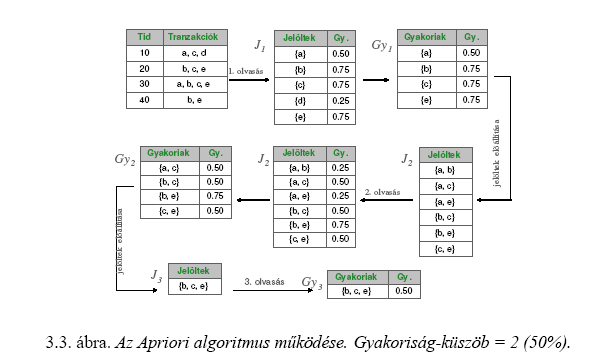 Tid Tranzakciók
10 a, c, d
20 b, c, e
30 a, b, c, e
40 b, e
1. olvasás
J1
Jelöltek Gy.
{a} 0.50
{b} 0.75
{c} 0.75
{d} 0.25
{e} 0.75
Gy1
Gyakoriak Gy.
{a} 0.50
{b} 0.75
{c} 0.75
{e} 0.75
jelöltek előállítása
J2
Jelöltek
{a, b}
{a, c}
{a, e}
{b, c}
{b, e}
{c, e}
2. olvasás
J2
Jelöltek Gy.
{a, b} 0.25
{a, c} 0.50
{a, e} 0.25
{b, c} 0.50
{b, e} 0.75
{c, e} 0.50
Gy2
Gyakoriak Gy.
{a, c} 0.50
{b, c} 0.50
{b, e} 0.75
{c, e} 0.50
jelöltek előállítása
J3
Jelöltek
{b, c, e}
3. olvasás
Gy3
Gyakoriak Gy.
{b, c, e} 0.50
3.3. ábra. Az Apriori algoritmus működése. Gyakoriság-küszöb = 2 (50%).